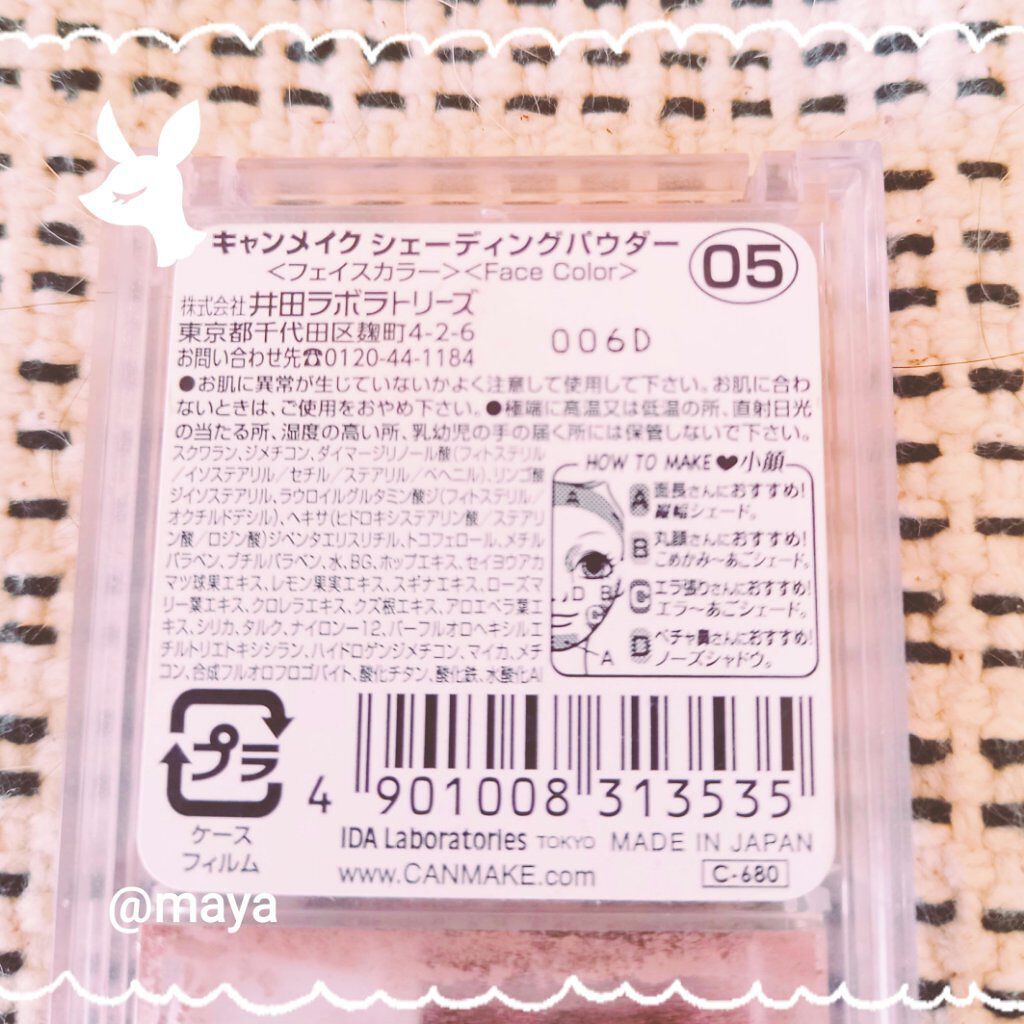 キャンメイク シェーディングパウダー
<フェイスカラー><Face Color>
05
株式会社 井田ラボラトリーズ
東京都千代田区麹町4-2-6
お問い合わせ先☎0120-44-1184
006D
●お肌に異常が生じていないかよく注意して使用して下さい。お肌に合わ
ないときは、ご使用をおやめ下さい。●極端に高温又は低温の所、直射日光
の当たる所、湿度の高い所、乳幼児の手の届く所には保管しないで下さい。
スクワラン、ジメチコン、ダイマージリノール酸(フィトステリル
/イソステアリル/セチル/ステアリル/ベヘニル)、リンゴ酸
ジイソステアリル、ラウロイルグルタミン酸ジ(フィトステリル/
オクチルドデシル)、ヘキサ(ヒドロキシステアリン酸/ステアリ
ン酸/ロジン酸)ジペンタエリスリチル、トコフェロール、メチル
パラベン、ブチルパラベン、水、BG、ホップエキス、セイヨウアカ
マツ球果エキス、レモン果実エキス、スギナエキス、ローズマ
リー葉エキス、クロレラエキス、クズ根エキス、アロエベラ葉エ
キス、シリカ、タルク、ナイロン-12、パーフルオロヘキシルエ
チルトリエトキシシラン、ハイドロゲンジメチコン、マイカ、メチ
コン、合成フルオロフロゴパイト、酸化チタン、酸化鉄、水酸化Al
HOW TO MAKE♥小顔
A
D B
C
A
A 面長さんにおすすめ!
縦幅シェード。
B 丸顔さんにおすすめ!
こめかみ~あごシェード。
C エラ張りさんにおすすめ!
エラ~あごシェード。
D ペチャ鼻さんにおすすめ!
ノーズシャドウ。
プラ
ケース
フィルム
4 901008 313535
IDA Laboratories TOKYO MADE IN JAPAN
www.CANMAKE.com
C-680
@maya